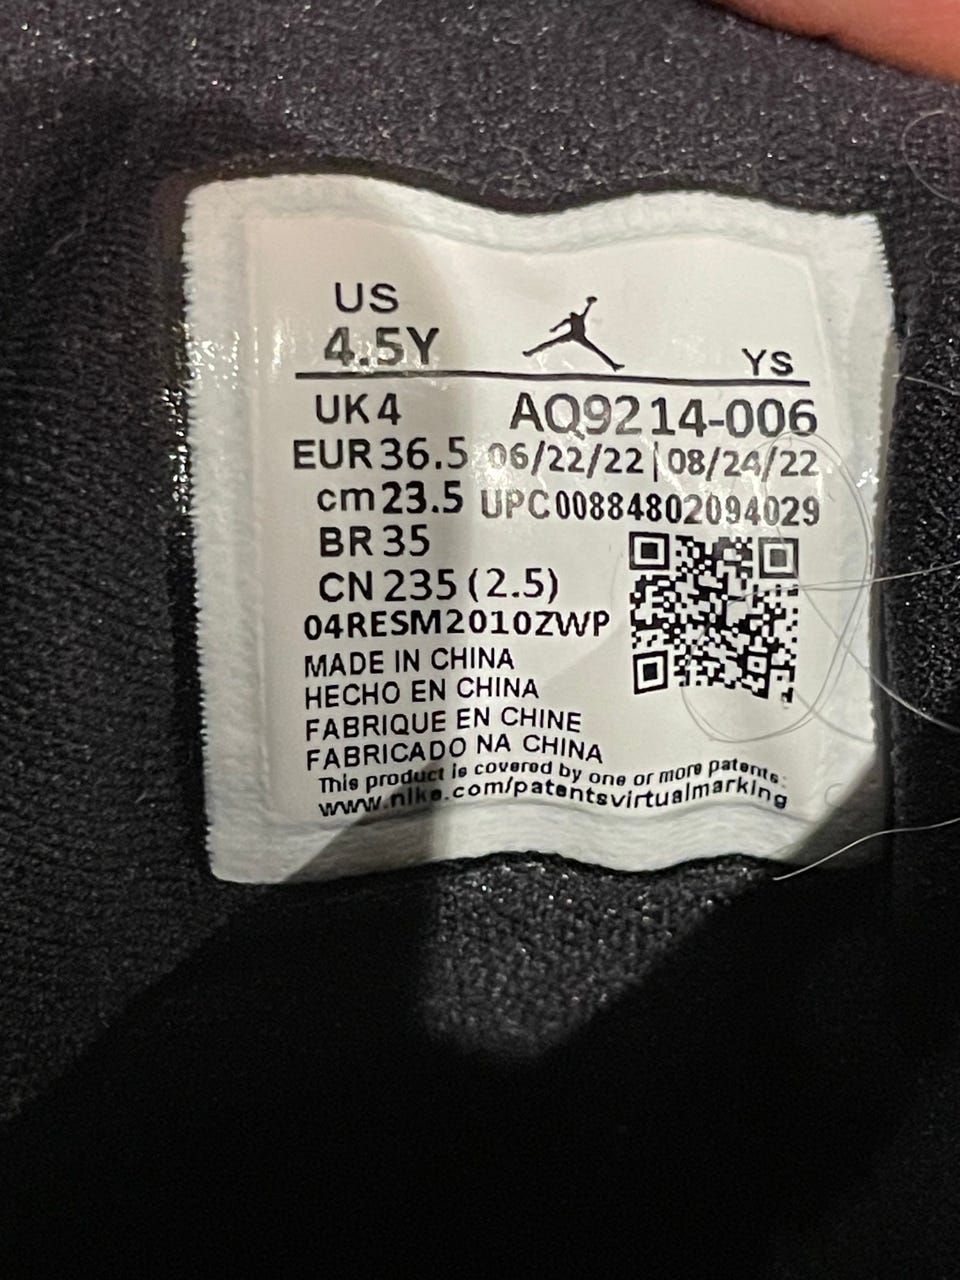 US
4.5Y
YS
UK 4
AQ9214-006
EUR 36.5
06/22/22 | 08/24/22
cm 23.5
UPC00884802094029
BR 35
CN 235 (2.5)
04RESM2010ZWP
MADE IN CHINA
HECHO EN CHINA
FABRIQUE EN CHINE
FABRICADO NA CHINA
This product is covered by one or more patents:
www.nike.com/patentsvirtualmarking